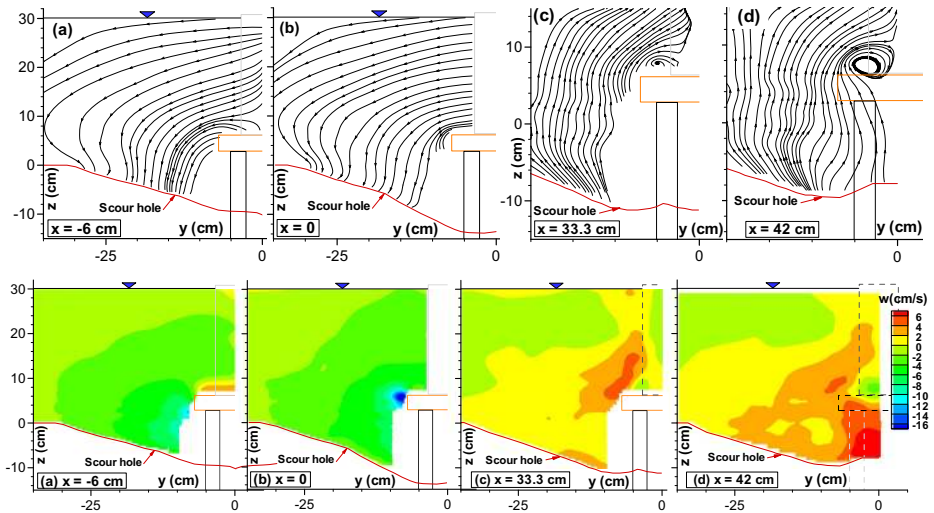 (a)
(b)
(c)
(d)
30
20
10
0
-10
z (cm)
Scour hole
x = -6 cm
y (cm)
-25
0
Scour hole
x = 0
y (cm)
-25
0
10
0
-10
z (cm)
Scour hole
x = 33.3 cm
y (cm)
-25
0
z (cm)
Scour hole
x = 42 cm
y (cm)
0
30
20
10
0
-10
z (cm)
Scour hole
(a)
x = -6 cm
y (cm)
-25
0
Scour hole
(b)
x = 0
y (cm)
-25
0
z (cm)
Scour hole
y (cm)
(c) x = 33.3 cm
-25
0
w(cm/s)
6
4
2
0
-2
-4
-6
-8
-10
-12
-14
-16
z (cm)
Scour hole
y (cm)
(d) x = 42 cm
-25
0